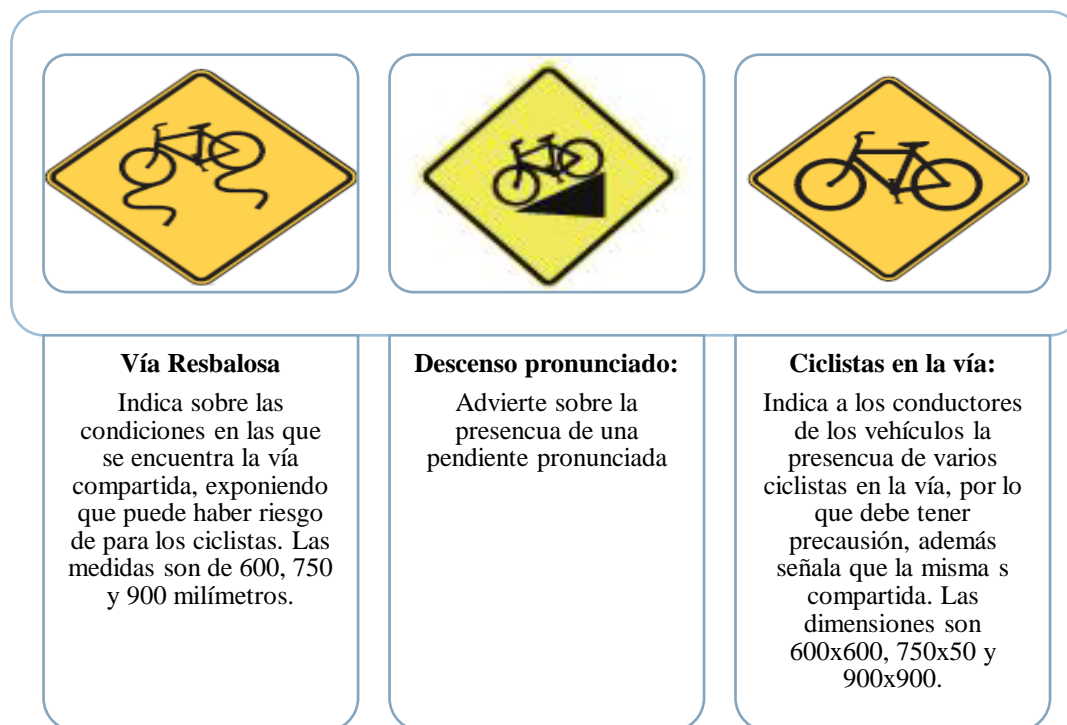 Vía Resbalosa
Indica sobre las
condiciones en las que
se encuentra la vía
compartida, exponiendo
que puede haber riesgo
de para los ciclistas. Las
medidas son de 600, 750
y 900 milímetros.
Descenso pronunciado:
Advierte sobre la
presencua de una
pendiente pronunciada
Ciclistas en la vía:
Indica a los conductores
de los vehículos la
presencua de varios
ciclistas en la vía, por lo
que debe tener
precausión, además
señala que la misma s
compartida. Las
dimensiones son
600x600, 750x50 y
900x900.